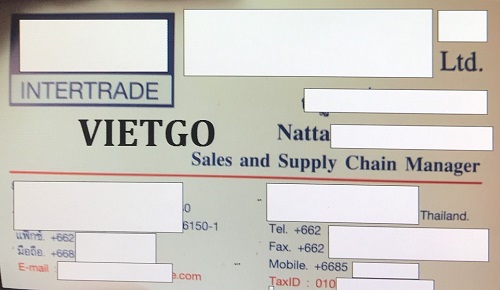 Ltd.
INTERTRADE
VIETGO
Natta
Sales and Supply Chain Manager
0
6150-1
แฟ็กซ์. +662
มือถือ. +668
E-mail :
e.com
Thailand.
Tel. +662
Fax. +662
Mobile. +6685
TaxID : 010